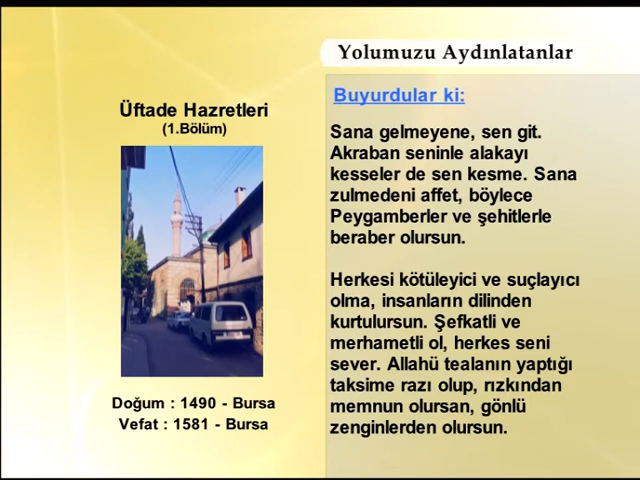 Yolumuzu Aydınlatanlar
Üftade Hazretleri
(1.Bölüm)
Doğum : 1490 - Bursa
Vefat : 1581 - Bursa
Buyurdular ki:
Sana gelmeyene, sen git.
Akraban seninle alakayı
kesseler de sen kesme. Sana
zulmedeni affet, böylece
Peygamberler ve şehitlerle
beraber olursun.
Herkesi kötüleyici ve suçlayıcı
olma, insanların dilinden
kurtulursun. Şefkatli ve
merhametli ol, herkes seni
sever. Allahü tealanın yaptığı
taksime razı olup, rızkından
memnun olursan, gönlü
zenginlerden olursun.